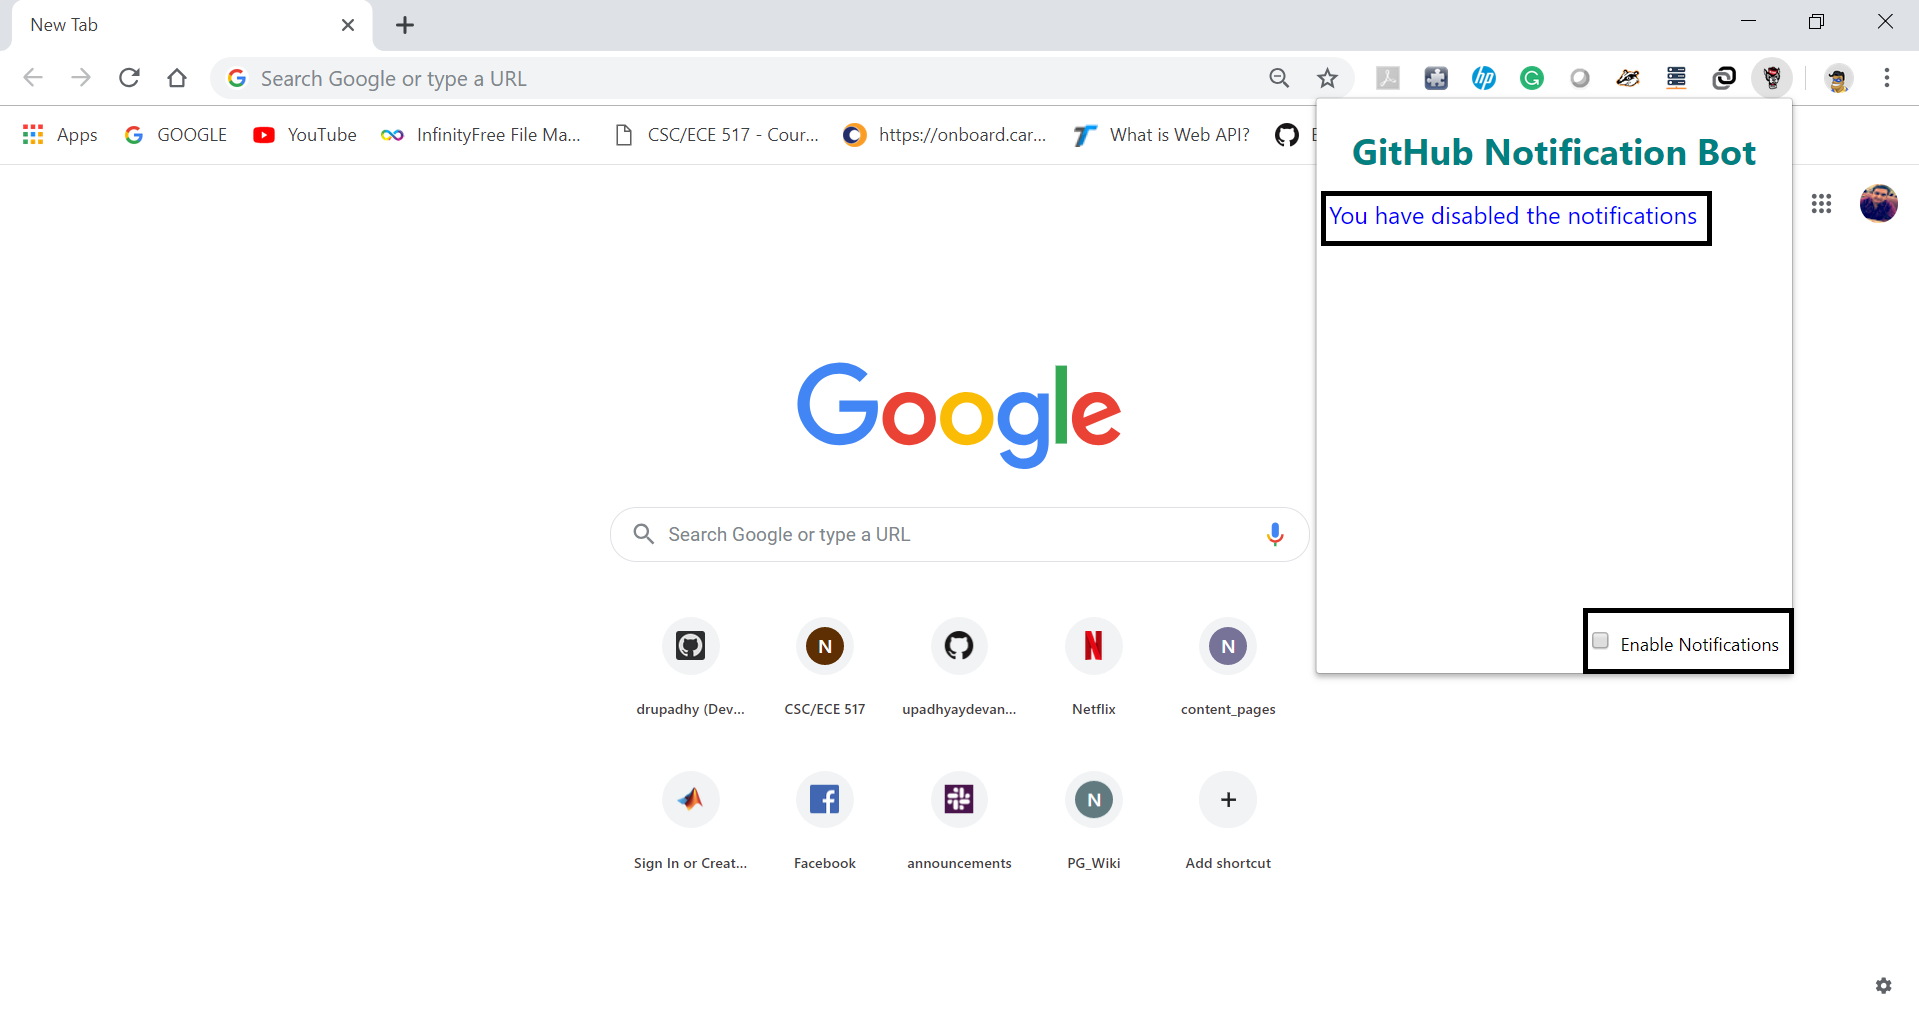 New Tab
Search Google or type a URL
Apps
GOOGLE
YouTube
InfinityFree File Ma...
CSC/ECE 517 - Cour...
https://onboard.car...
What is Web API?
GitHub Notification Bot
You have disabled the notifications
Google
Search Google or type a URL
Enable Notifications
drupadhy (Dev...
CSC/ECE 517
upadhyaydevan...
Netflix
content_pages
Sign In or Creat...
Facebook
announcements
PG_Wiki
Add shortcut